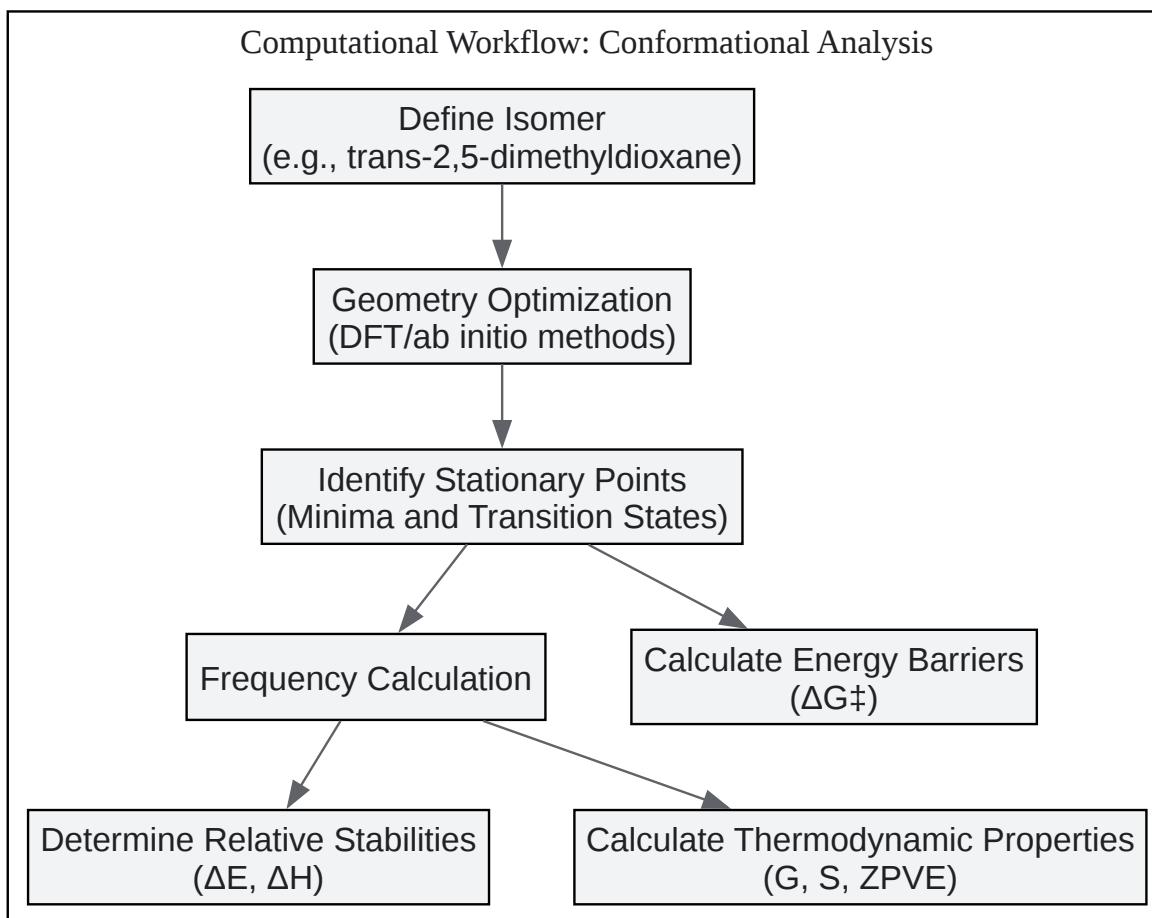 Computational Workflow: Conformational Analysis
Define Isomer
(e.g., trans-2,5-dimethyldioxane)
Geometry Optimization
(DFT/ab initio methods)
Identify Stationary Points
(Minima and Transition States)
Frequency Calculation
Calculate Energy Barriers
(ΔG‡)
Determine Relative Stabilities
(ΔE, ΔH)
Calculate Thermodynamic Properties
(G, S, ZPVE)